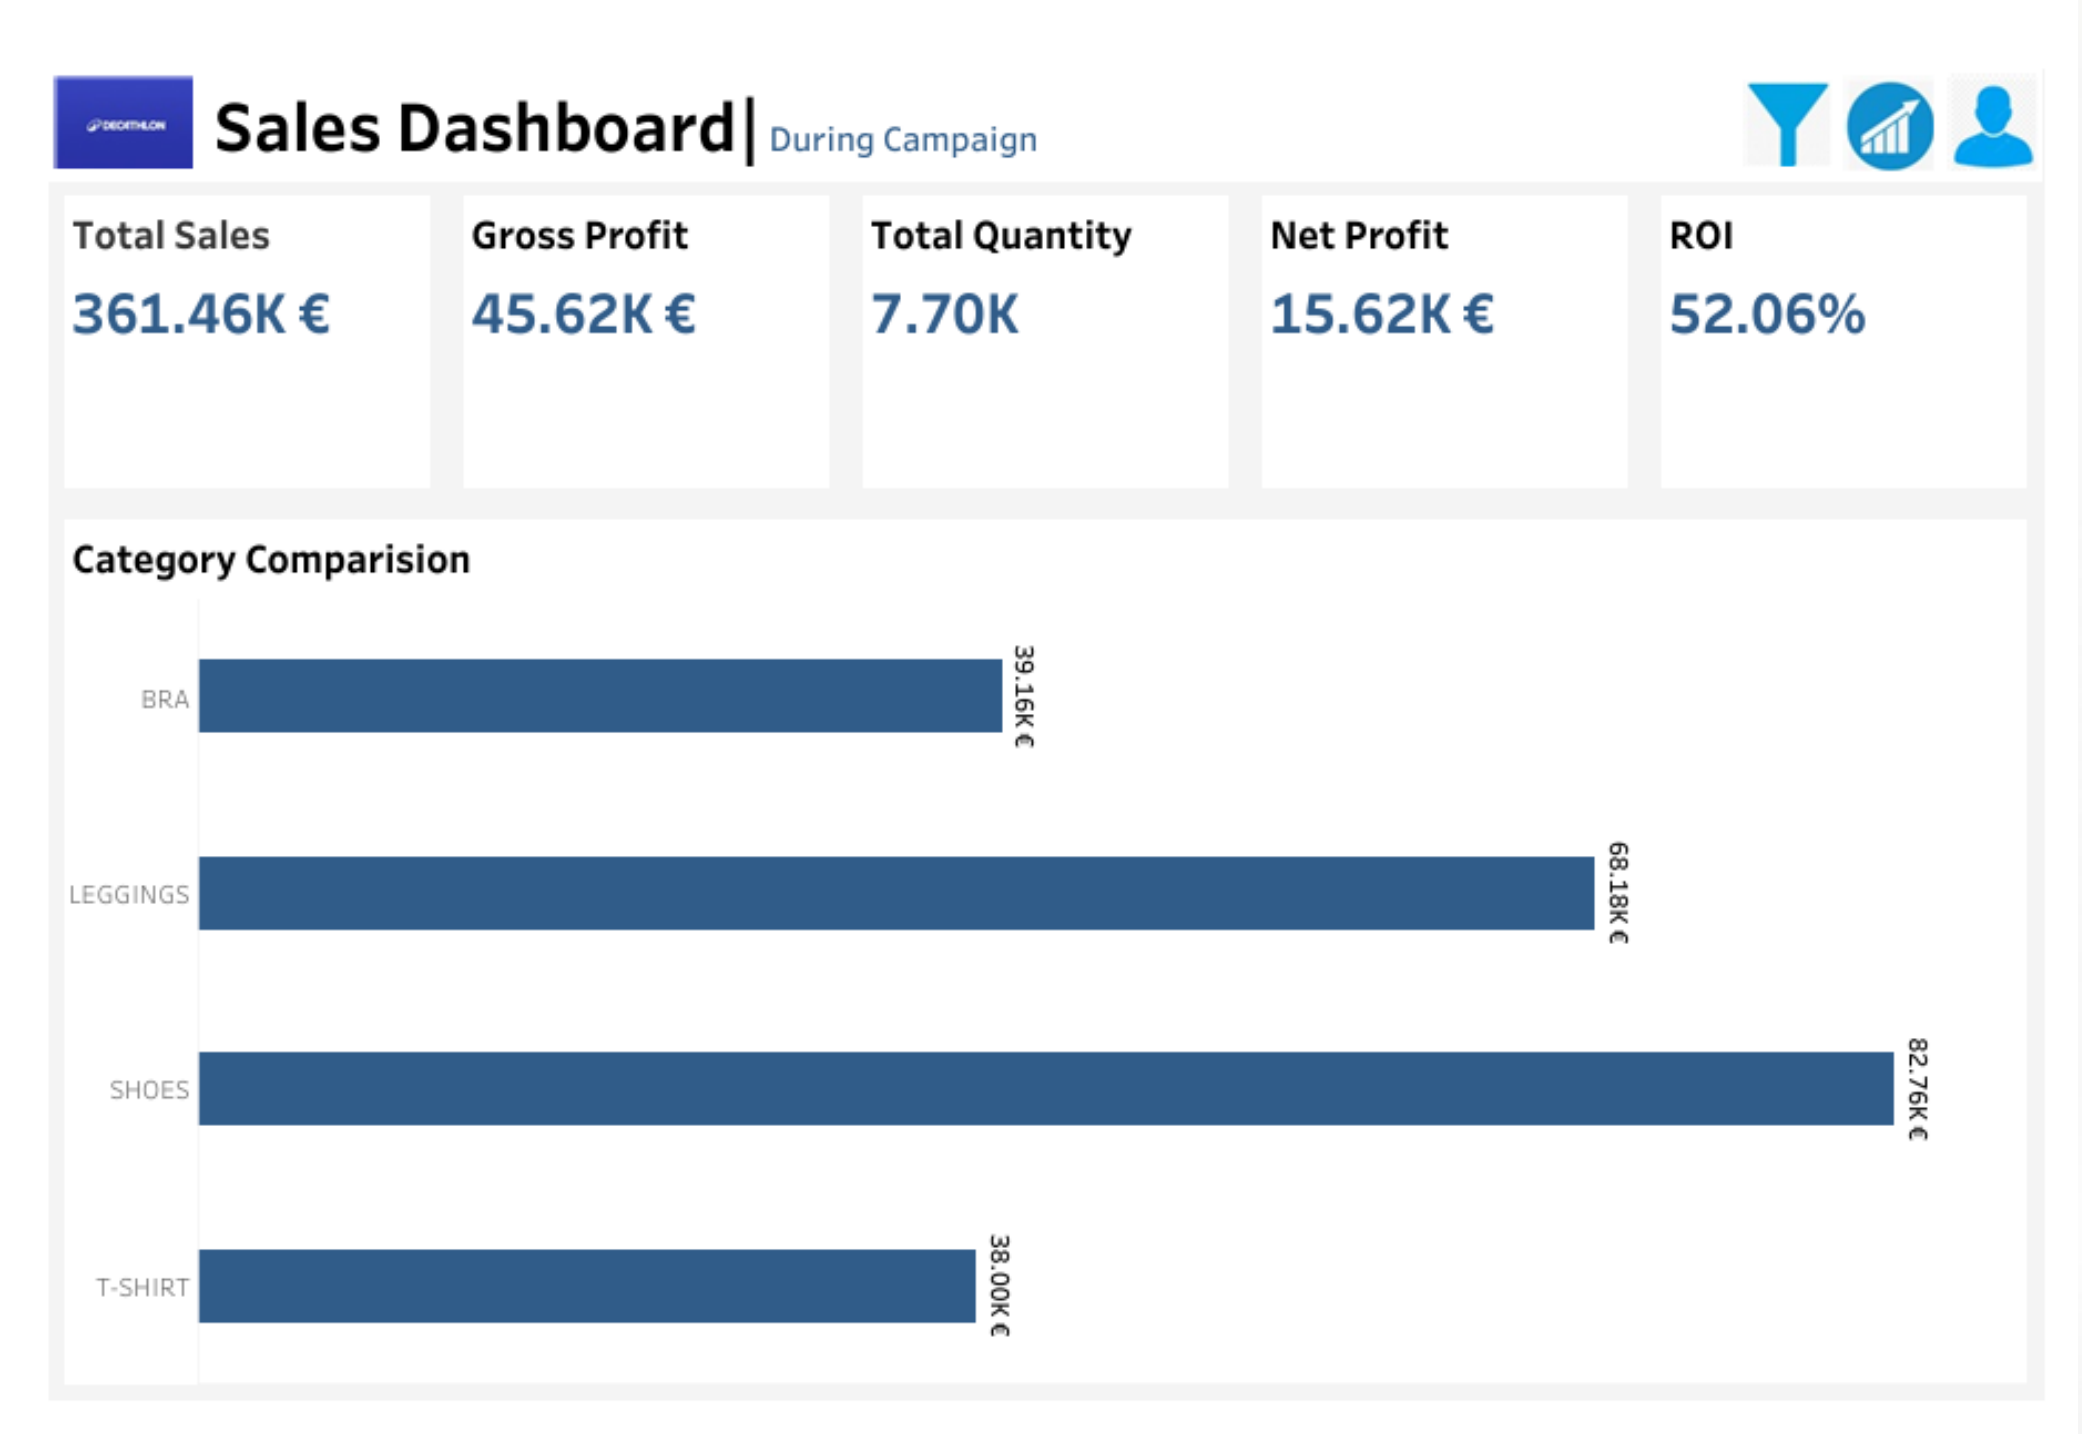 DECATHLON
Sales Dashboard| During Campaign
Total Sales
361.46K €
Gross Profit
45.62K €
Total Quantity
7.70K
Net Profit
15.62K €
ROI
52.06%
Category Comparision
BRA
39.16K €
LEGGINGS
68.18K €
SHOES
82.76K €
T-SHIRT
38.00K €